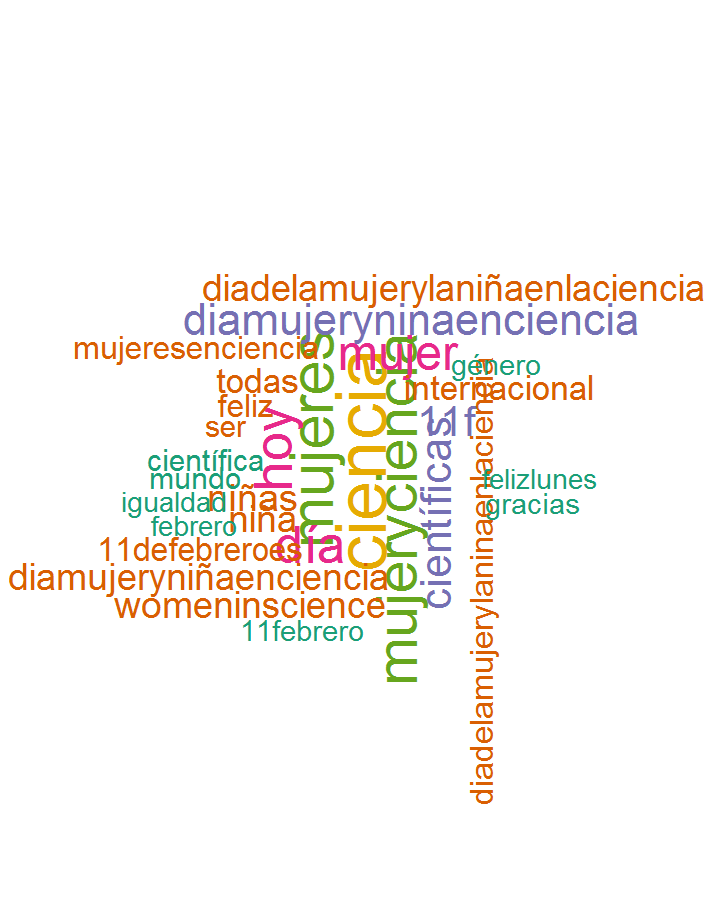 diadelamujerylaniñaenlaciencia
diamujeryninaenciencia
mujeresenciencia
mujer
género
todas
internacional
feliz
11f
ser
hoy
mujeres
ciencia
mujeryciencia
científicas
diadelamujerylaninaenlaciencia
científica
mundo
felizlunes
igualdad
niñas
gracias
febrero
niña
11defebreroes
día
diamujeryniñaenciencia
womeninscience
11febrero